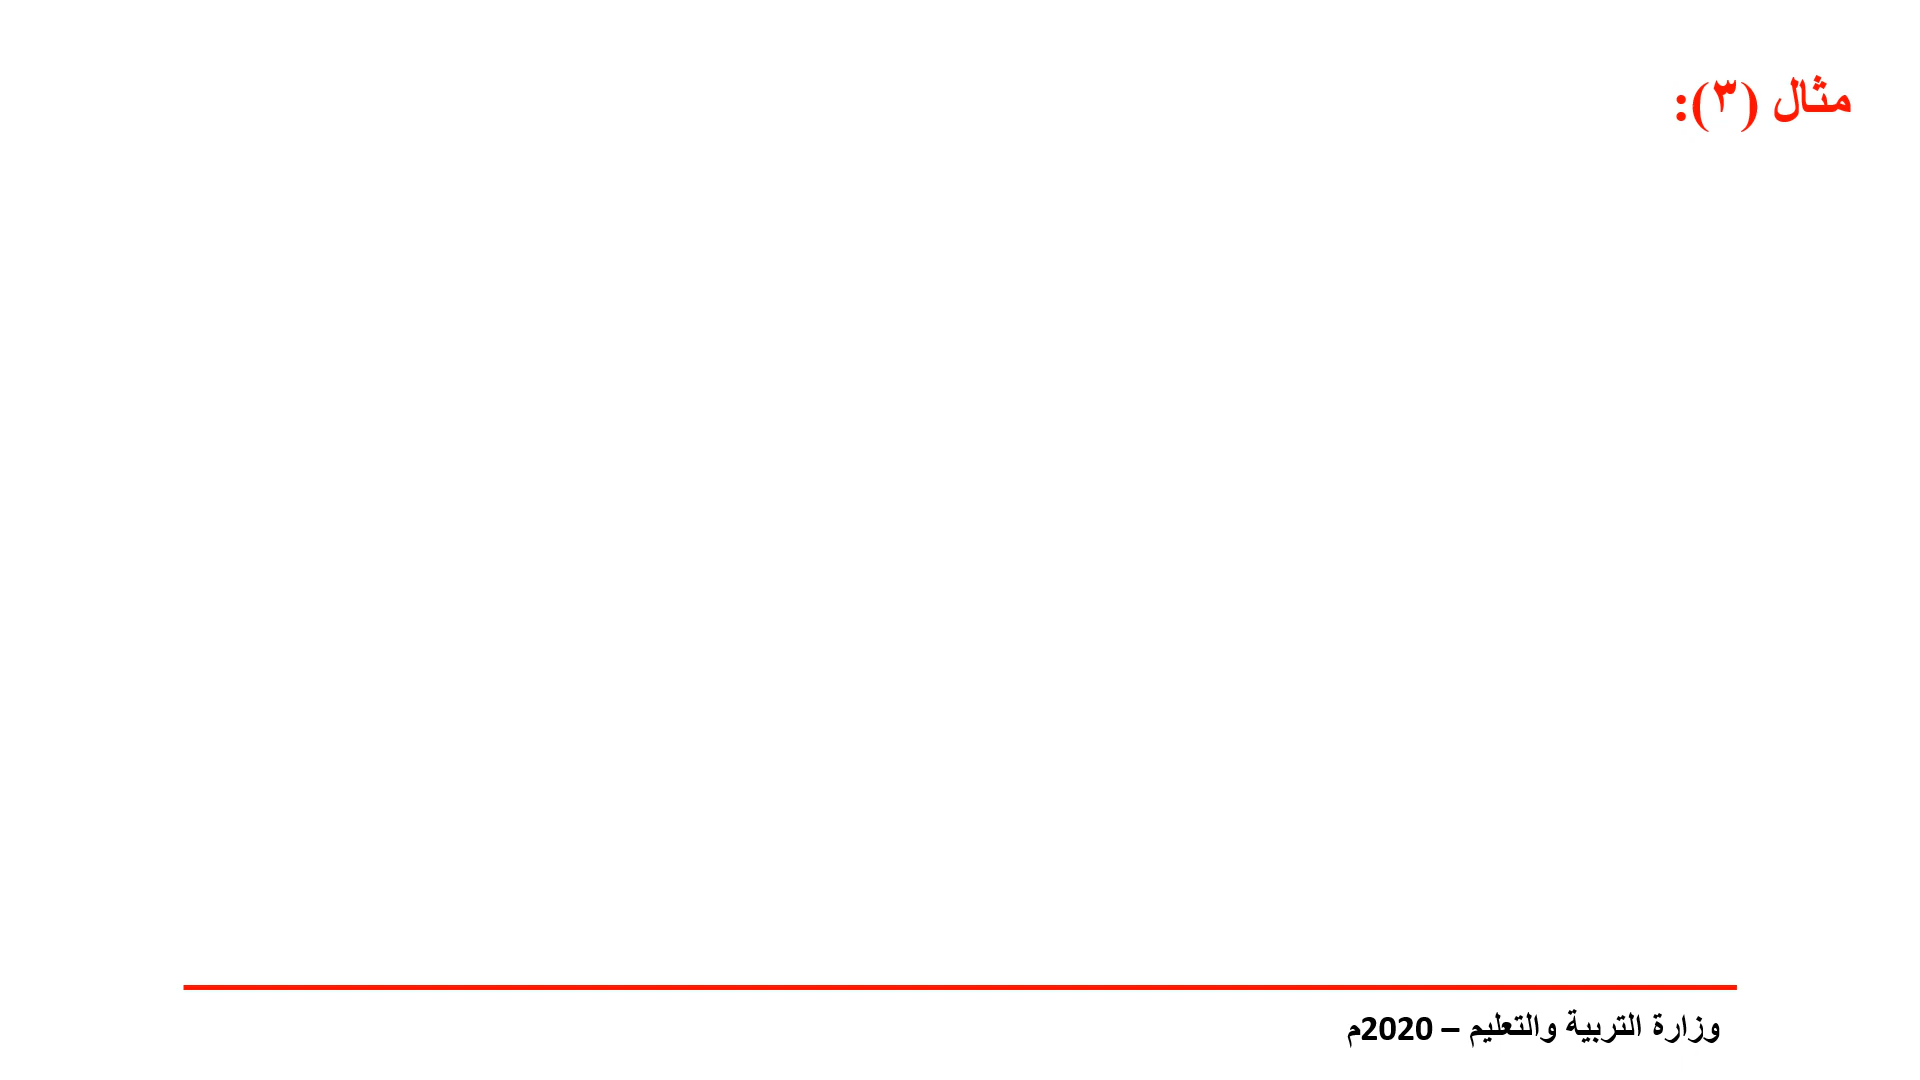 مثال (٣):
وزارة التربية والتعليم – 2020م